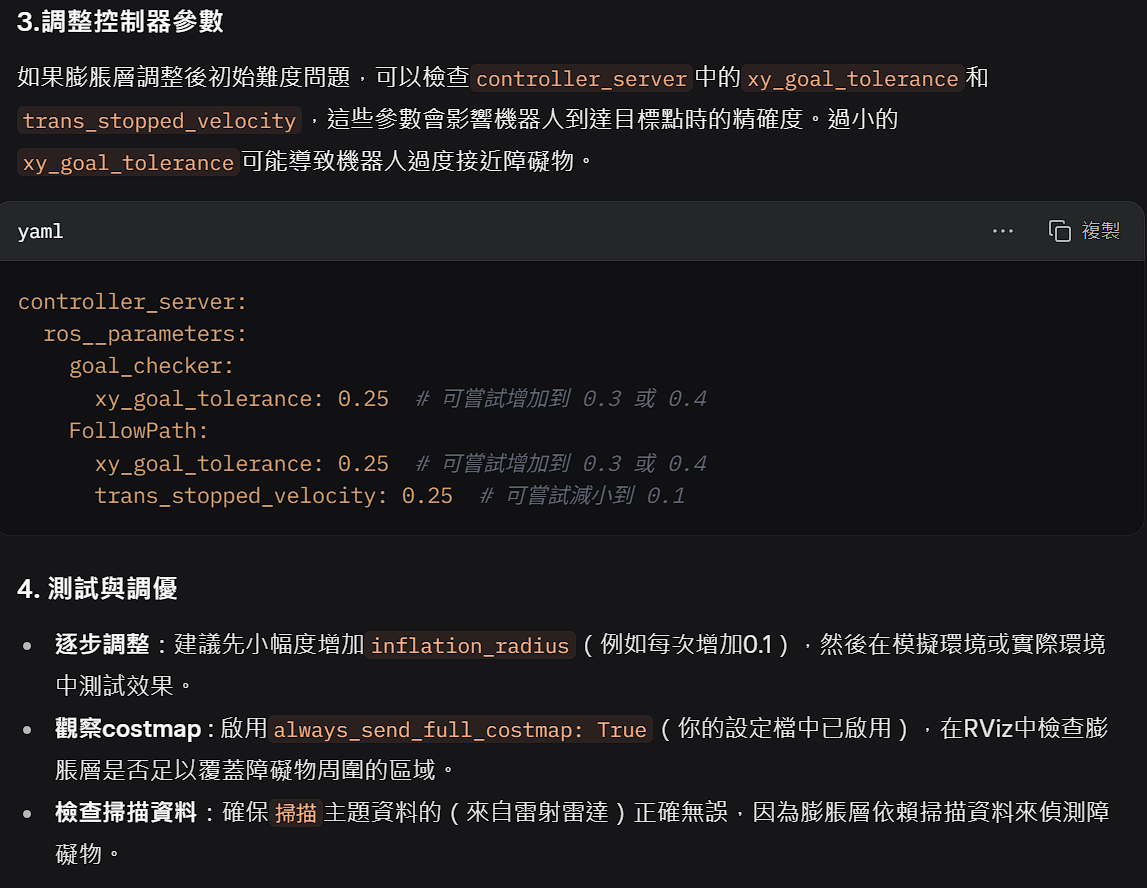 3.調整控制器參數
如果膨脹層調整後初始難度問題，可以檢查controller_server中的xy_goal_tolerance和
trans_stopped_velocity，這些參數會影響機器人到達目標點時的精確度。過小的
xy_goal_tolerance可能導致機器人過度接近障礙物。
yaml ··· 複製
controller_server:
  ros__parameters:
    goal_checker:
      xy_goal_tolerance: 0.25  # 可嘗試增加到 0.3 或 0.4
    FollowPath:
      xy_goal_tolerance: 0.25  # 可嘗試增加到 0.3 或 0.4
      trans_stopped_velocity: 0.25  # 可嘗試減小到 0.1
4. 測試與調優
• 逐步調整：建議先小幅度增加inflation_radius（例如每次增加0.1），然後在模擬環境或實際環境
中測試效果。
• 觀察costmap : 啟用always_send_full_costmap: True（你的設定檔中已啟用），在RViz中檢查膨
脹層是否足以覆蓋障礙物周圍的區域。
• 檢查掃描資料：確保掃描主題資料的（來自雷射雷達）正確無誤，因為膨脹層依賴掃描資料來偵測障
礙物。